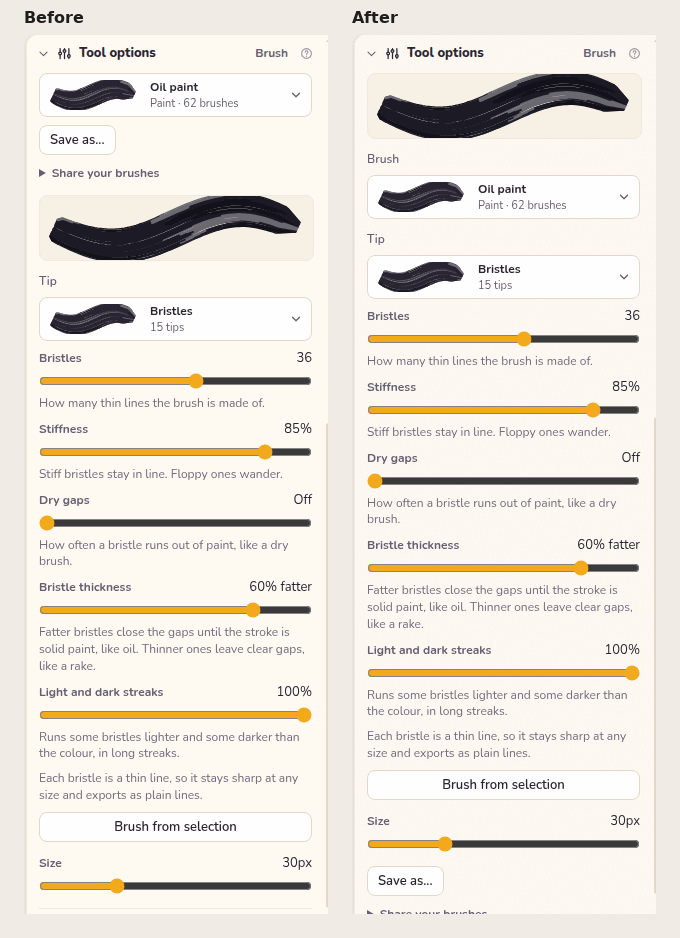 Before
Tool options
Brush
Oil paint
Paint · 62 brushes
Save as...
Share your brushes
Tip
Bristles
15 tips
Bristles 36
How many thin lines the brush is made of.
Stiffness 85%
Stiff bristles stay in line. Floppy ones wander.
Dry gaps Off
How often a bristle runs out of paint, like a dry
brush.
Bristle thickness 60% fatter
Fatter bristles close the gaps until the stroke is
solid paint, like oil. Thinner ones leave clear gaps,
like a rake.
Light and dark streaks 100%
Runs some bristles lighter and some darker than
the colour, in long streaks.
Each bristle is a thin line, so it stays sharp at any
size and exports as plain lines.
Brush from selection
Size 30px
After
Tool options
Brush
Brush
Oil paint
Paint · 62 brushes
Tip
Bristles
15 tips
Bristles 36
How many thin lines the brush is made of.
Stiffness 85%
Stiff bristles stay in line. Floppy ones wander.
Dry gaps Off
How often a bristle runs out of paint, like a dry
brush.
Bristle thickness 60% fatter
Fatter bristles close the gaps until the stroke is
solid paint, like oil. Thinner ones leave clear gaps,
like a rake.
Light and dark streaks 100%
Runs some bristles lighter and some darker than
the colour, in long streaks.
Each bristle is a thin line, so it stays sharp at any
size and exports as plain lines.
Brush from selection
Size 30px
Save as...
Share your brushes